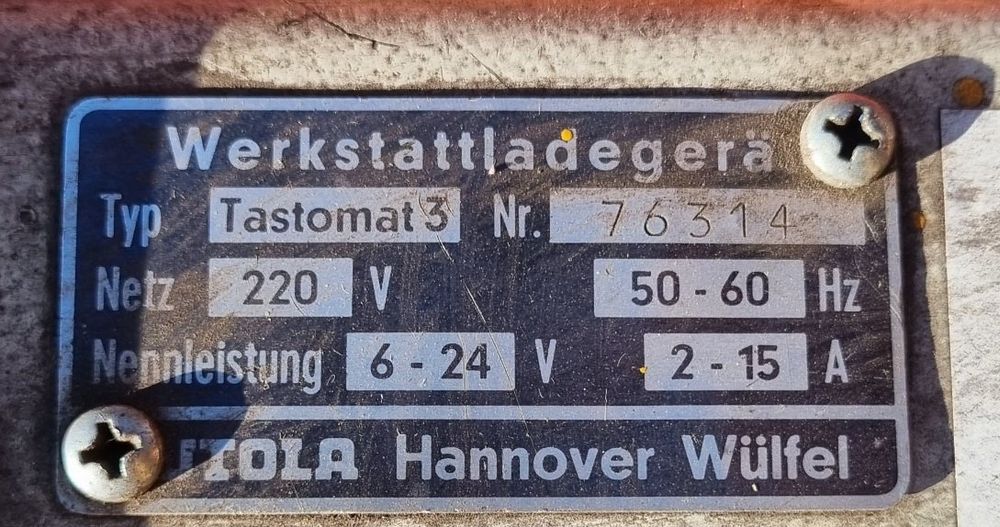 Werkstattladegerä
Typ Tastomat 3 Nr. 76314
Netz 220 V 50 - 60 Hz
Nennleistung 6 - 24 V 2 - 15 A
Hannover Wülfel